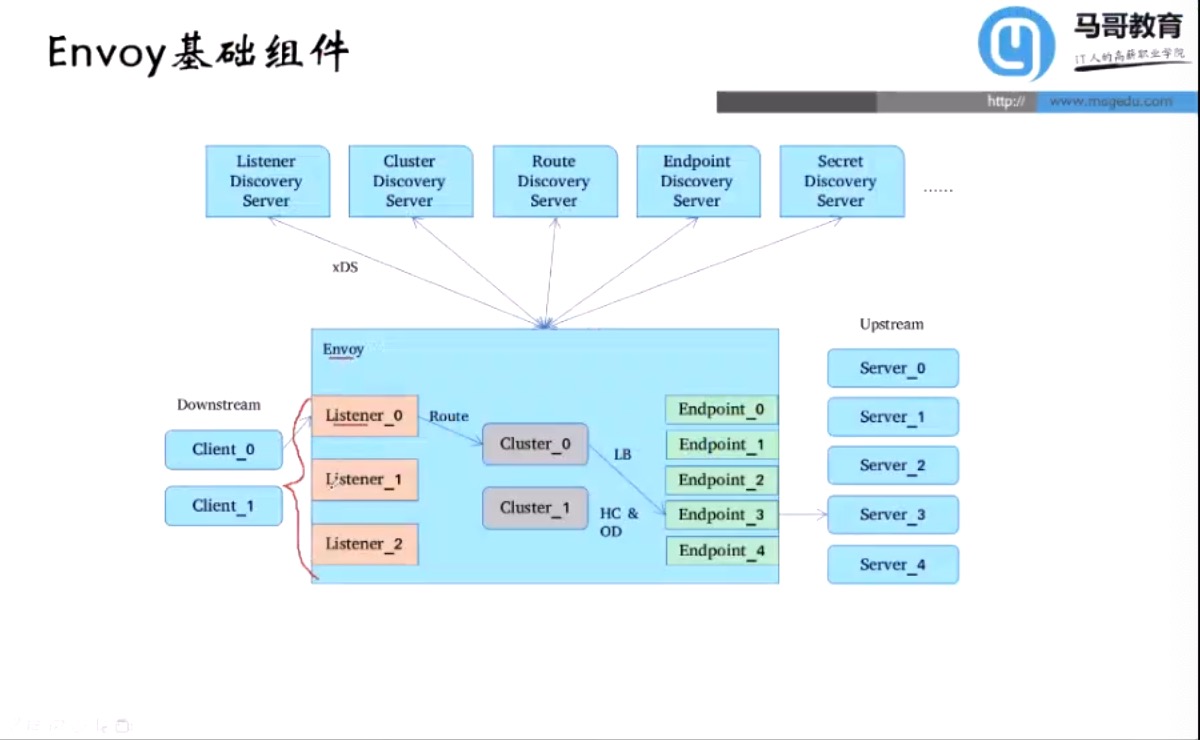 Envoy基础组件
马哥教育
IT人的高薪职业学院
http://
www.magedu.com
Listener
Discovery
Server
Cluster
Discovery
Server
Route
Discovery
Server
Endpoint
Discovery
Server
Secret
Discovery
Server
......
xDS
Envoy
Downstream
Client_0
Client_1
Listener_0
Listener_1
Listener_2
Route
Cluster_0
Cluster_1
LB
HC &
OD
Endpoint_0
Endpoint_1
Endpoint_2
Endpoint_3
Endpoint_4
Upstream
Server_0
Server_1
Server_2
Server_3
Server_4